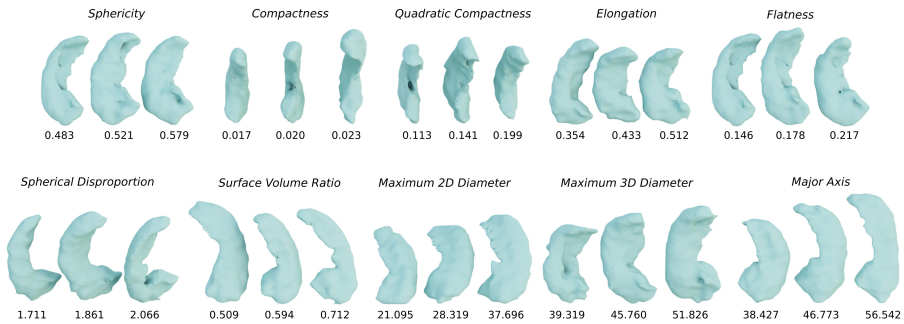 Sphericity Compactness Quadratic Compactness Elongation Flatness
0.483 0.521 0.579 0.017 0.020 0.023 0.113 0.141 0.199 0.354 0.433 0.512 0.146 0.178 0.217
Spherical Disproportion Surface Volume Ratio Maximum 2D Diameter Maximum 3D Diameter Major Axis
1.711 1.861 2.066 0.509 0.594 0.712 21.095 28.319 37.696 39.319 45.760 51.826 38.427 46.773 56.542